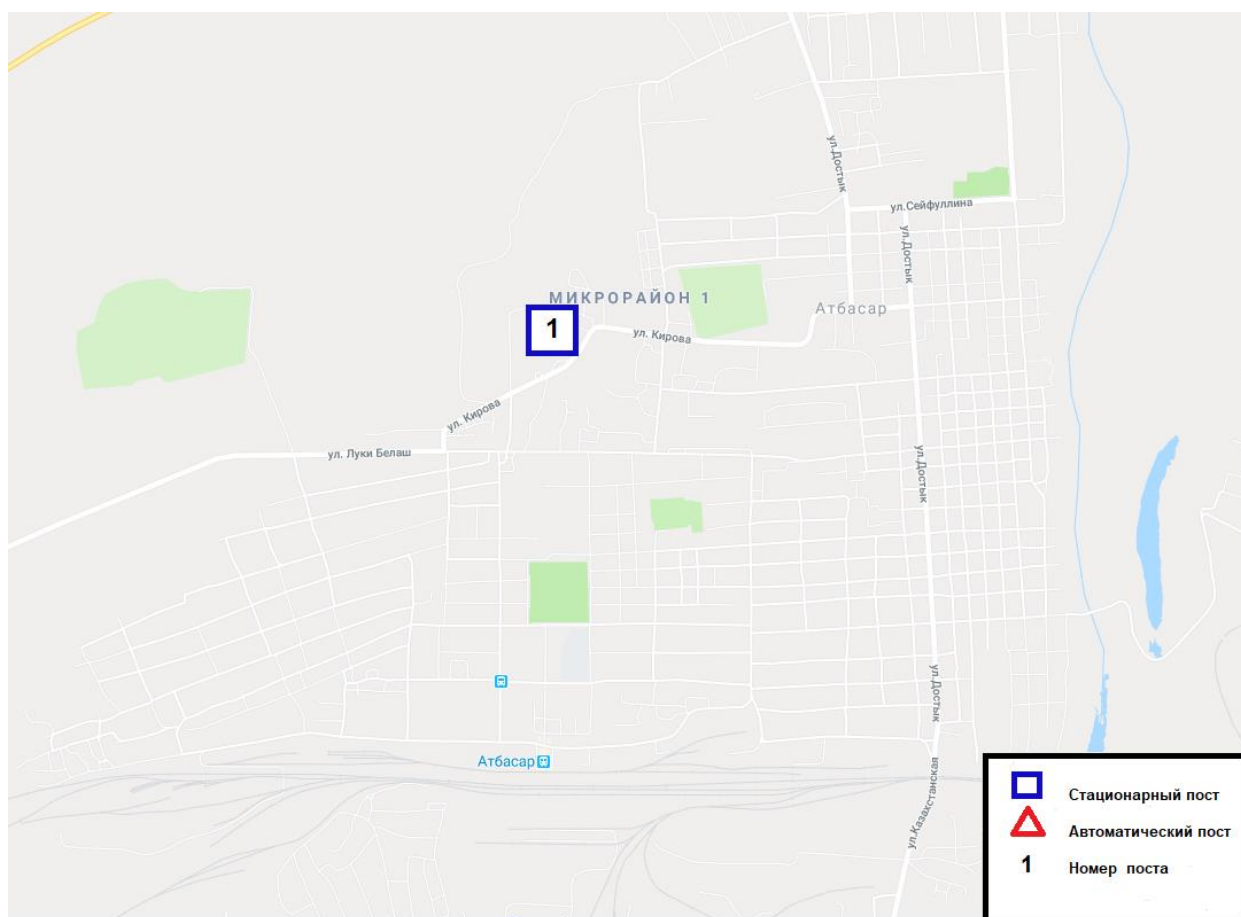 ул.Достык
ул.Сейфуллина
ул.Достык
МИКРОРАЙОН 1
Атбасар
1
ул. Кирова
ул. Кирова
ул. Луки Белаш
ул.Достык
ул.Достык
Атбасар
ул.Казахстанская
Стационарный пост
Автоматический пост
1 Номер поста